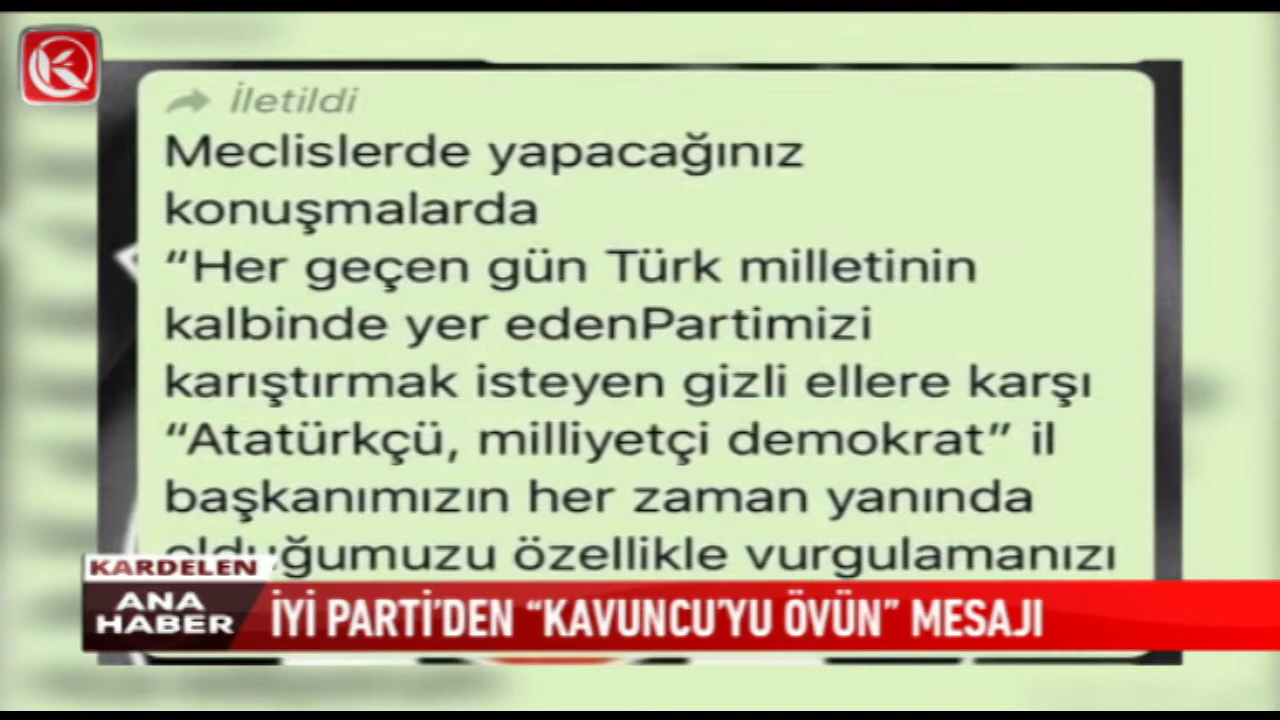 İletildi
Meclislerde yapacağınız
konuşmalarda
“Her geçen gün Türk milletinin
kalbinde yer edenPartimizi
karıştırmak isteyen gizli ellere karşı
“Atatürkçü, milliyetçi demokrat” il
başkanımızın her zaman yanında
olduğumuzu özellikle vurgulamanızı
KARDELEN
ANA
HABER
İYİ PARTİ'DEN “KAVUNCU'YU ÖVÜN” MESAJI